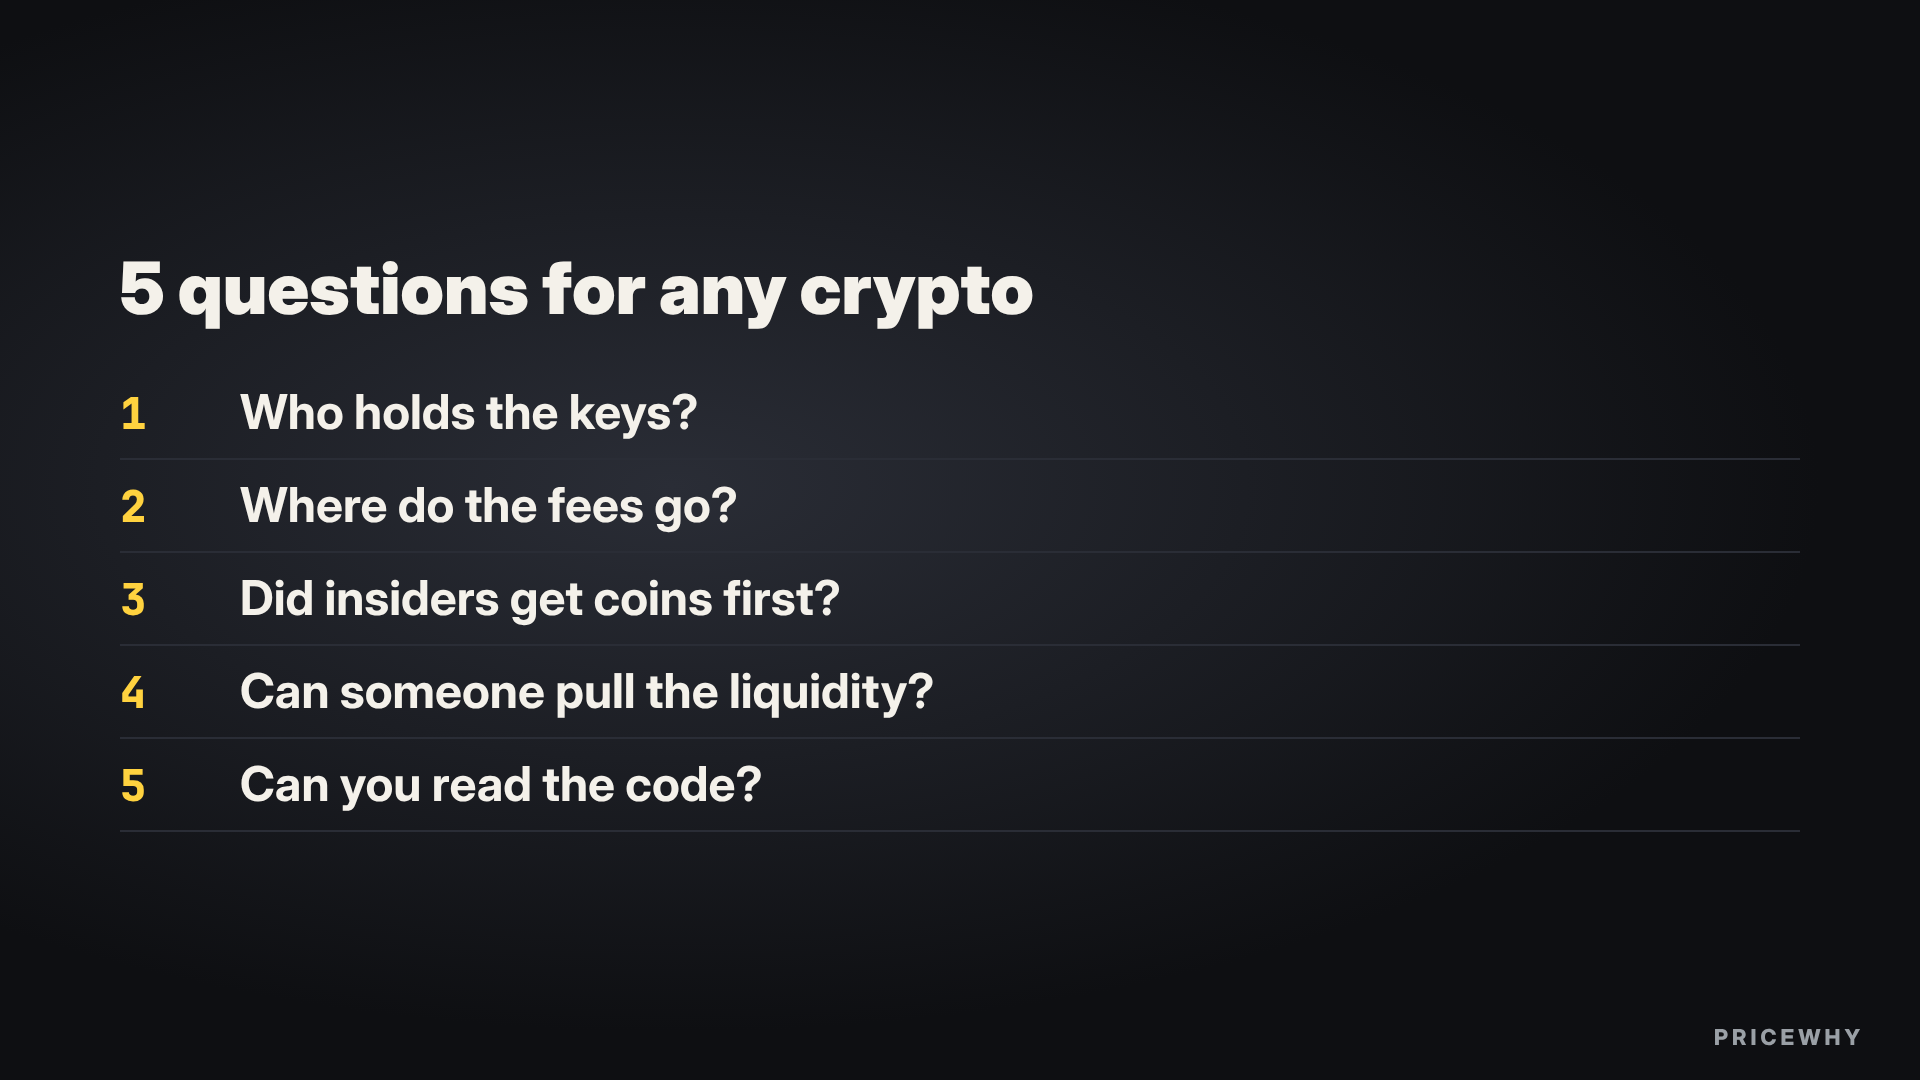 5 questions for any crypto
1 Who holds the keys?
2 Where do the fees go?
3 Did insiders get coins first?
4 Can someone pull the liquidity?
5 Can you read the code?
PRICEWHY